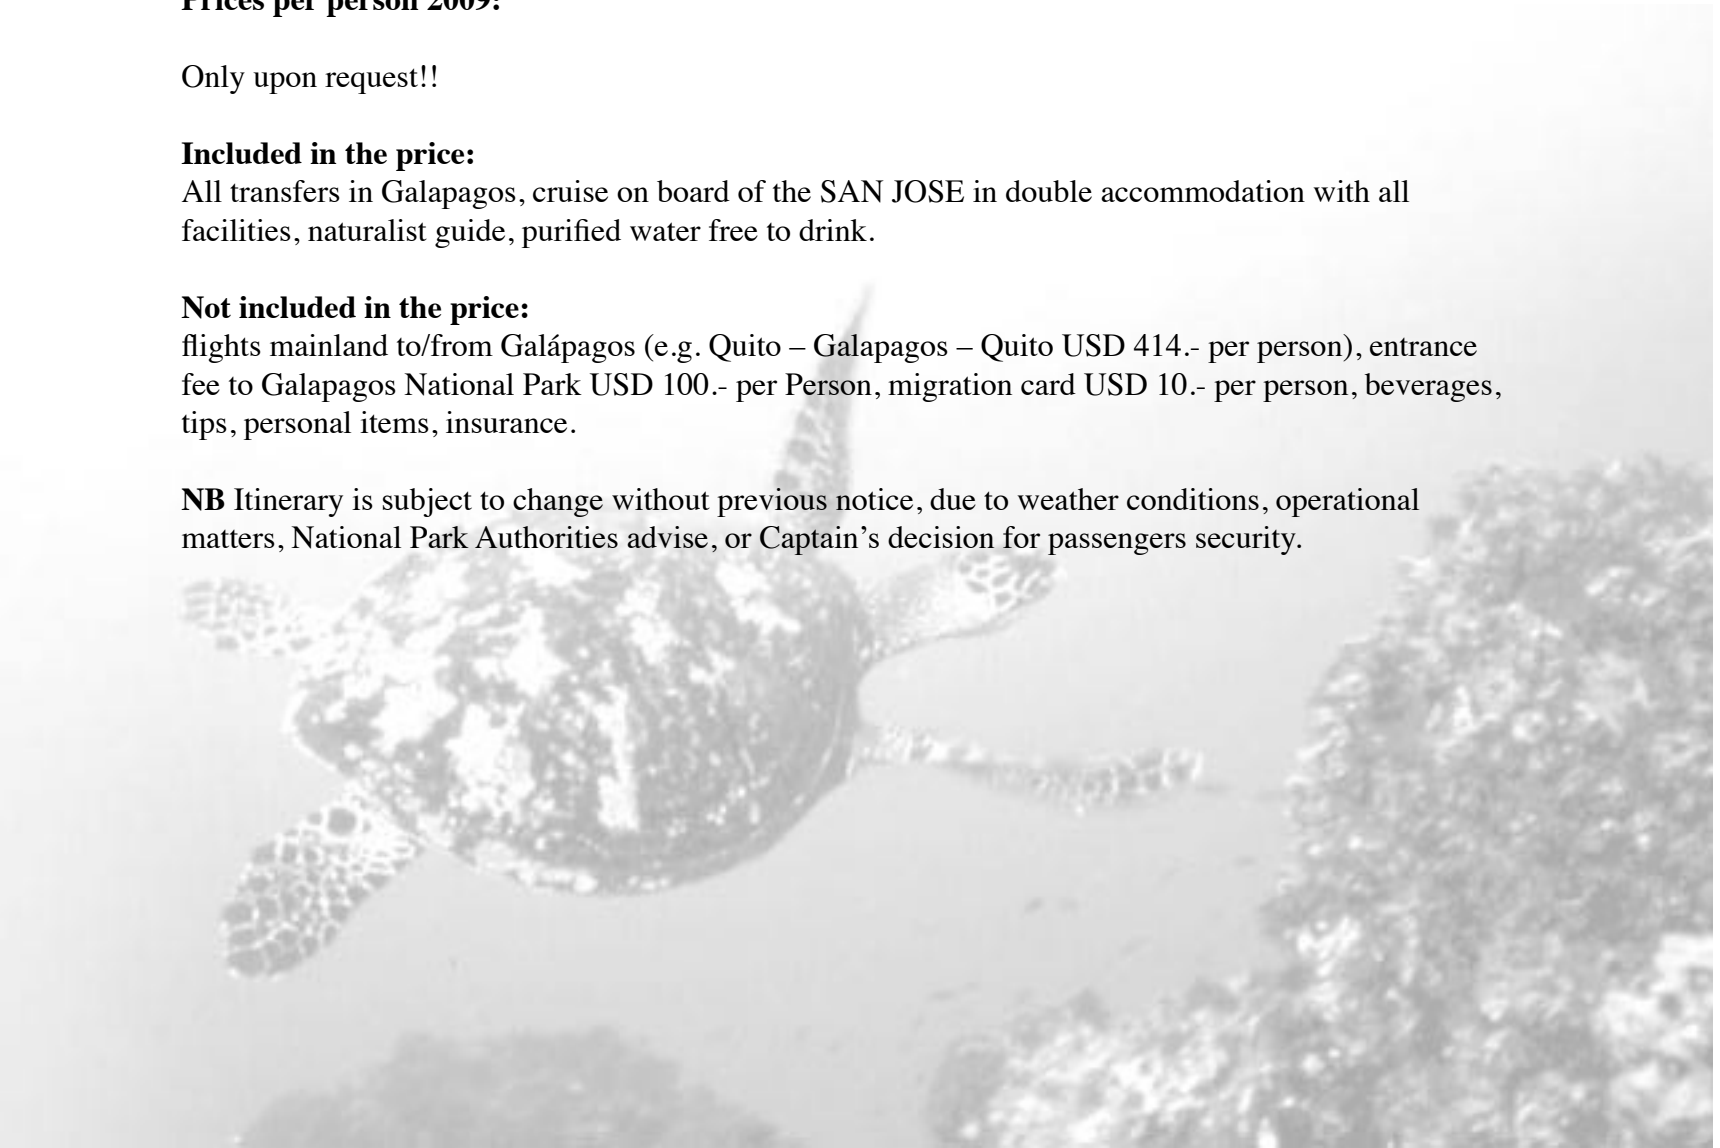 Prices per person 2009:
Only upon request!!
Included in the price:
All transfers in Galapagos, cruise on board of the SAN JOSE in double accommodation with all
facilities, naturalist guide, purified water free to drink.
Not included in the price:
flights mainland to/from Galápagos (e.g. Quito – Galapagos – Quito USD 414.- per person), entrance
fee to Galapagos National Park USD 100.- per Person, migration card USD 10.- per person, beverages,
tips, personal items, insurance.
NB Itinerary is subject to change without previous notice, due to weather conditions, operational
matters, National Park Authorities advise, or Captain’s decision for passengers security.